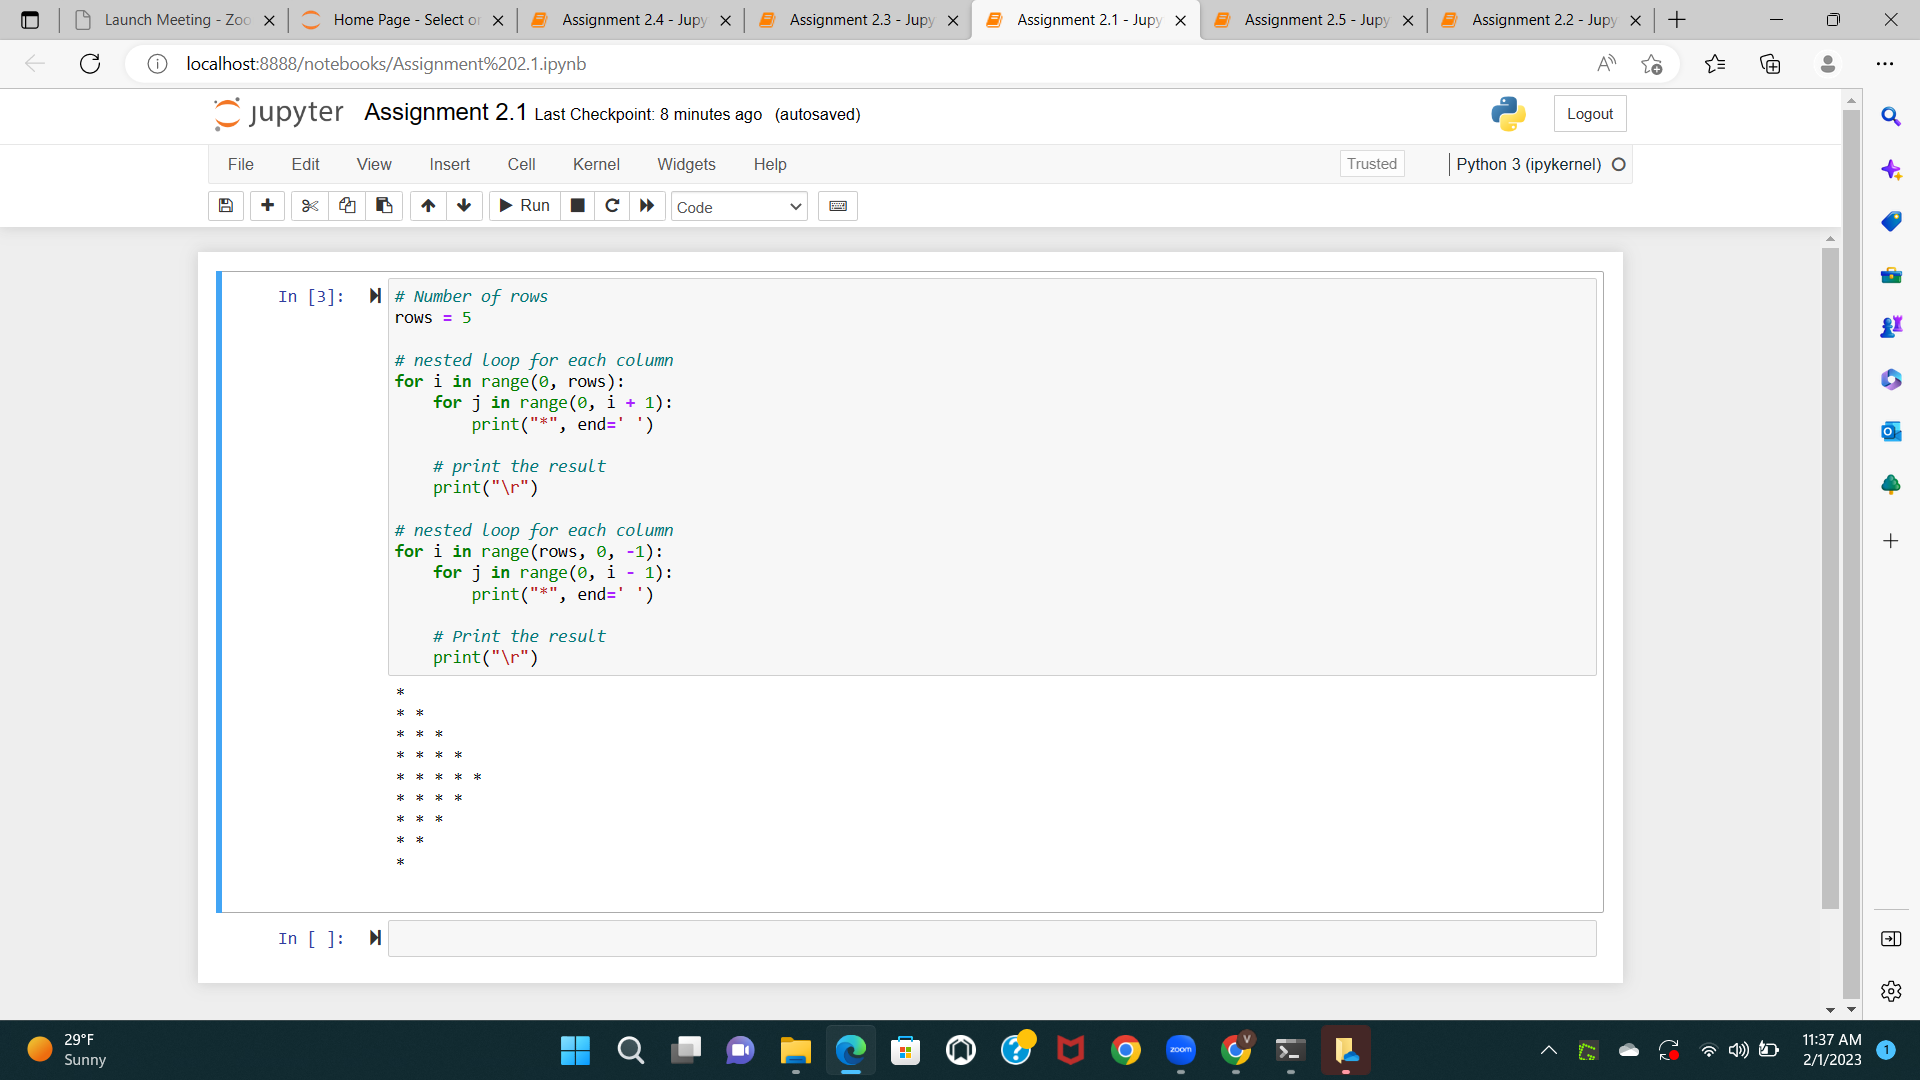 Launch Meeting - Zoo
Home Page - Select or
Assignment 2.4 - Jupy
Assignment 2.3 - Jupy
Assignment 2.1 - Jupy
Assignment 2.5 - Jupy
Assignment 2.2 - Jupy
localhost:8888/notebooks/Assignment%202.1.ipynb
jupyter Assignment 2.1 Last Checkpoint: 8 minutes ago (autosaved)
Logout
File Edit View Insert Cell Kernel Widgets Help
Trusted
Python 3 (ipykernel)
Run
Code
In [3]:
# Number of rows
rows = 5

# nested loop for each column
for i in range(0, rows):
    for j in range(0, i + 1):
        print("*", end=' ')

    # print the result
    print("\r")

# nested loop for each column
for i in range(rows, 0, -1):
    for j in range(0, i - 1):
        print("*", end=' ')

    # Print the result
    print("\r")
*
* *
* * *
* * * *
* * * * *
* * * *
* * *
* *
*
In [ ]:
29°F
Sunny
zoom
V
11:37 AM
2/1/2023
1